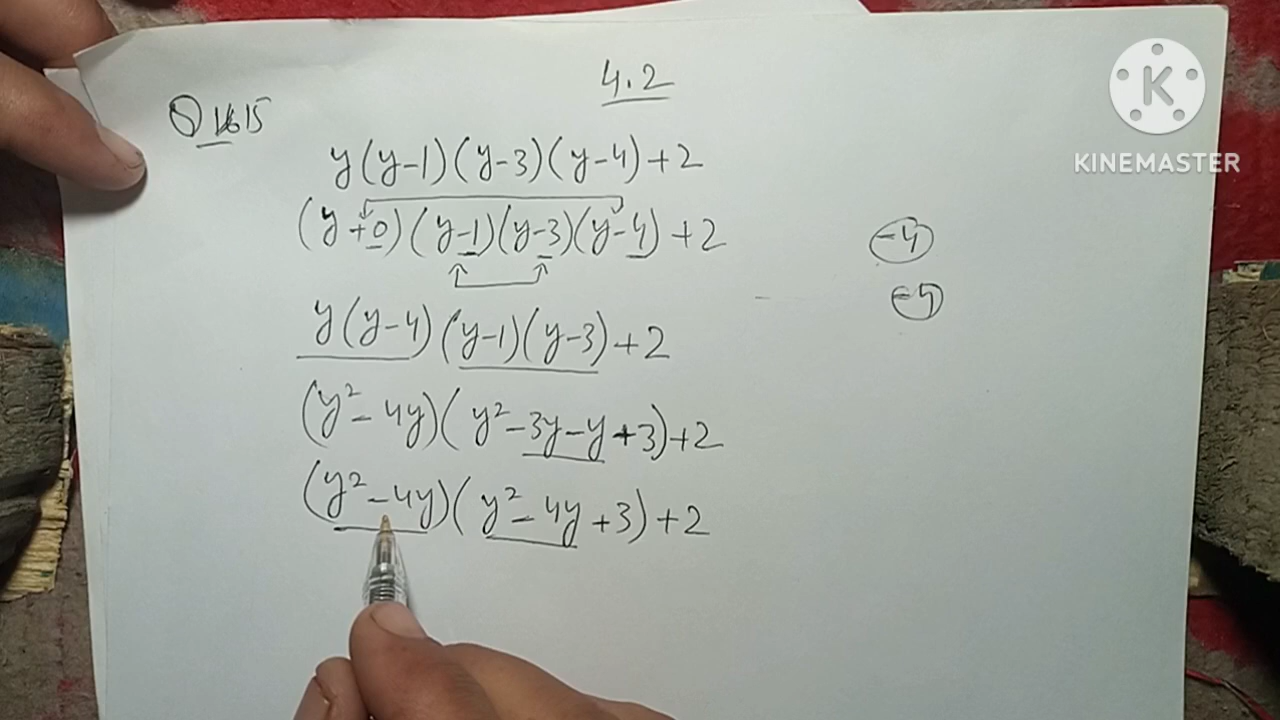 4.2
Q 15
y(y-1)(y-3)(y-4)+2
(y+0)(y-1)(y-3)(y-4)+2
y(y-4)(y-1)(y-3)+2
(y²-4y)(y²-3y-y+3)+2
(y²-4y)(y²-4y+3)+2
-4
-4
K
KINEMASTER